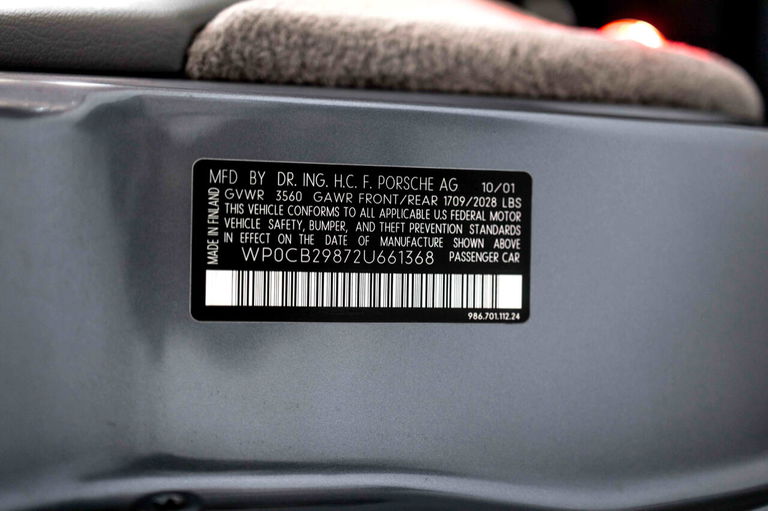 MFD BY DR. ING. H.C. F. PORSCHE AG 10/01
GVWR 3560 GAWR FRONT/REAR 1709/2028 LBS
THIS VEHICLE CONFORMS TO ALL APPLICABLE U.S FEDERAL MOTOR
VEHICLE SAFETY, BUMPER, AND THEFT PREVENTION STANDARDS
IN EFFECT ON THE DATE OF MANUFACTURE SHOWN ABOVE
WP0CB29872U661368 PASSENGER CAR
MADE IN FINLAND
986.701.112.24